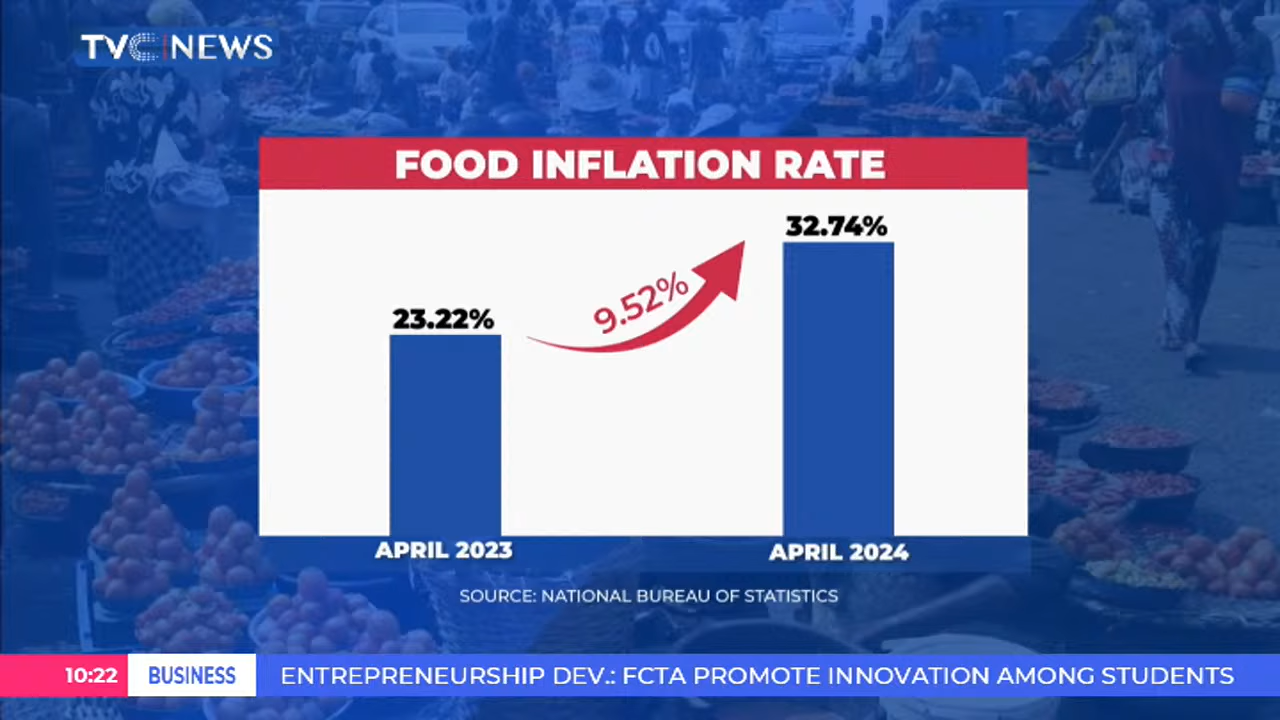 TVC NEWS
FOOD INFLATION RATE
32.74%
9.52%
23.22%
APRIL 2023
APRIL 2024
SOURCE: NATIONAL BUREAU OF STATISTICS
10:22
BUSINESS
ENTREPRENEURSHIP DEV.: FCTA PROMOTE INNOVATION AMONG STUDENTS